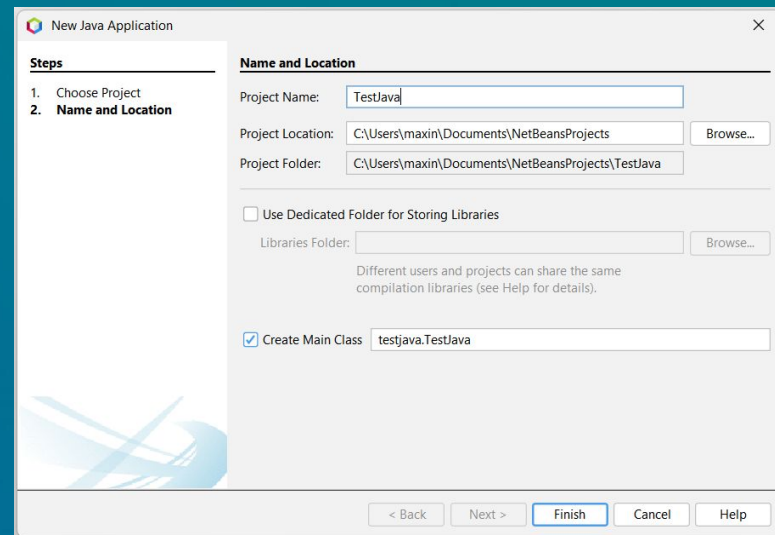 New Java Application
Steps
1. Choose Project
2. Name and Location
Name and Location
Project Name: TestJava
Project Location: C:\Users\maxin\Documents\NetBeansProjects Browse...
Project Folder: C:\Users\maxin\Documents\NetBeansProjects\TestJava
Use Dedicated Folder for Storing Libraries
Libraries Folder: Browse...
Different users and projects can share the same
compilation libraries (see Help for details).
Create Main Class testjava.TestJava
< Back Next > Finish Cancel Help